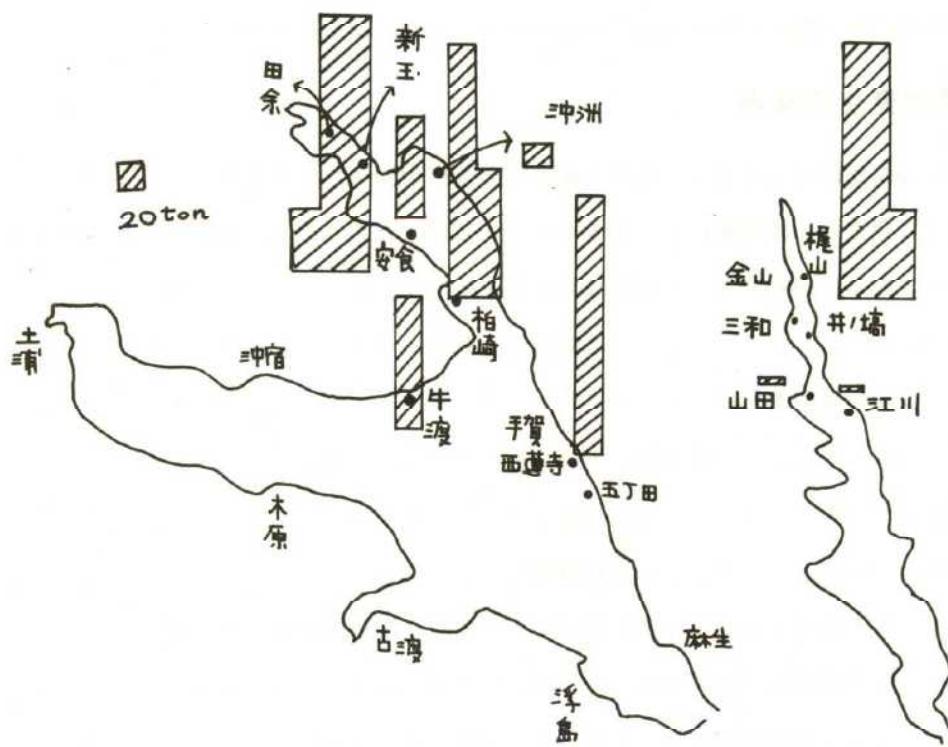 新玉
田余
沖洲
20ton
安食
柏崎
土浦
沖宿
牛渡
手賀
西蓮寺
五丁田
木原
古渡
麻生
浮島
梶山
金山
三和
井ノ塙
山田
江川